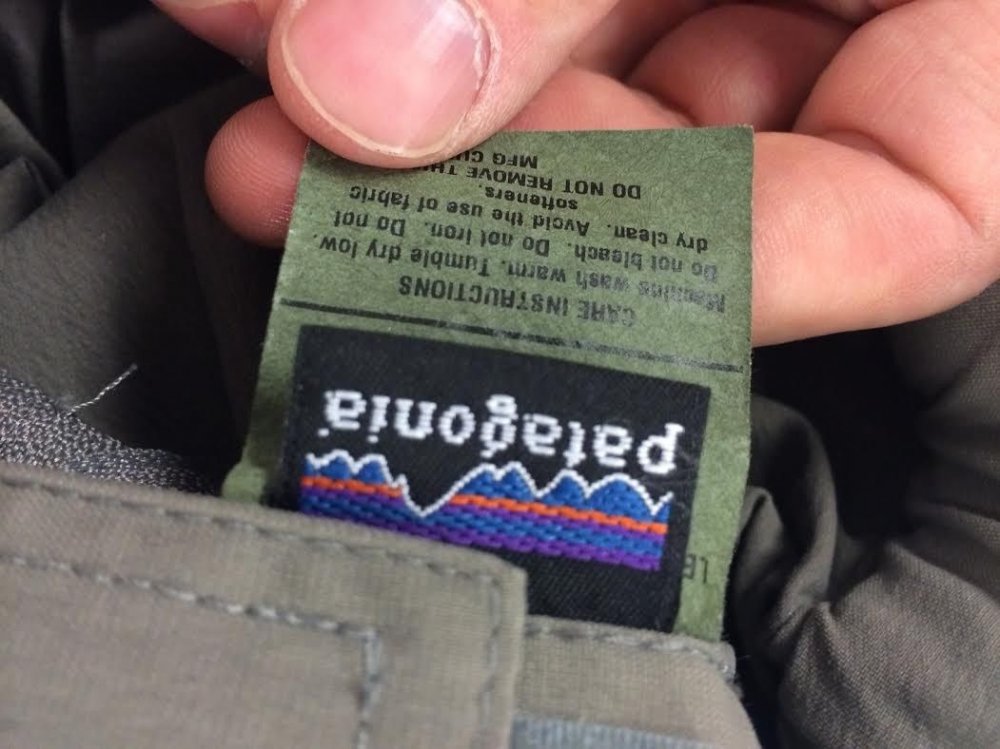 patagonia
CARE INSTRUCTIONS
Machine wash warm. Tumble dry low.
Do not bleach. Do not iron. Do not
dry clean. Avoid the use of fabric
softeners.
DO NOT REMOVE
MFG